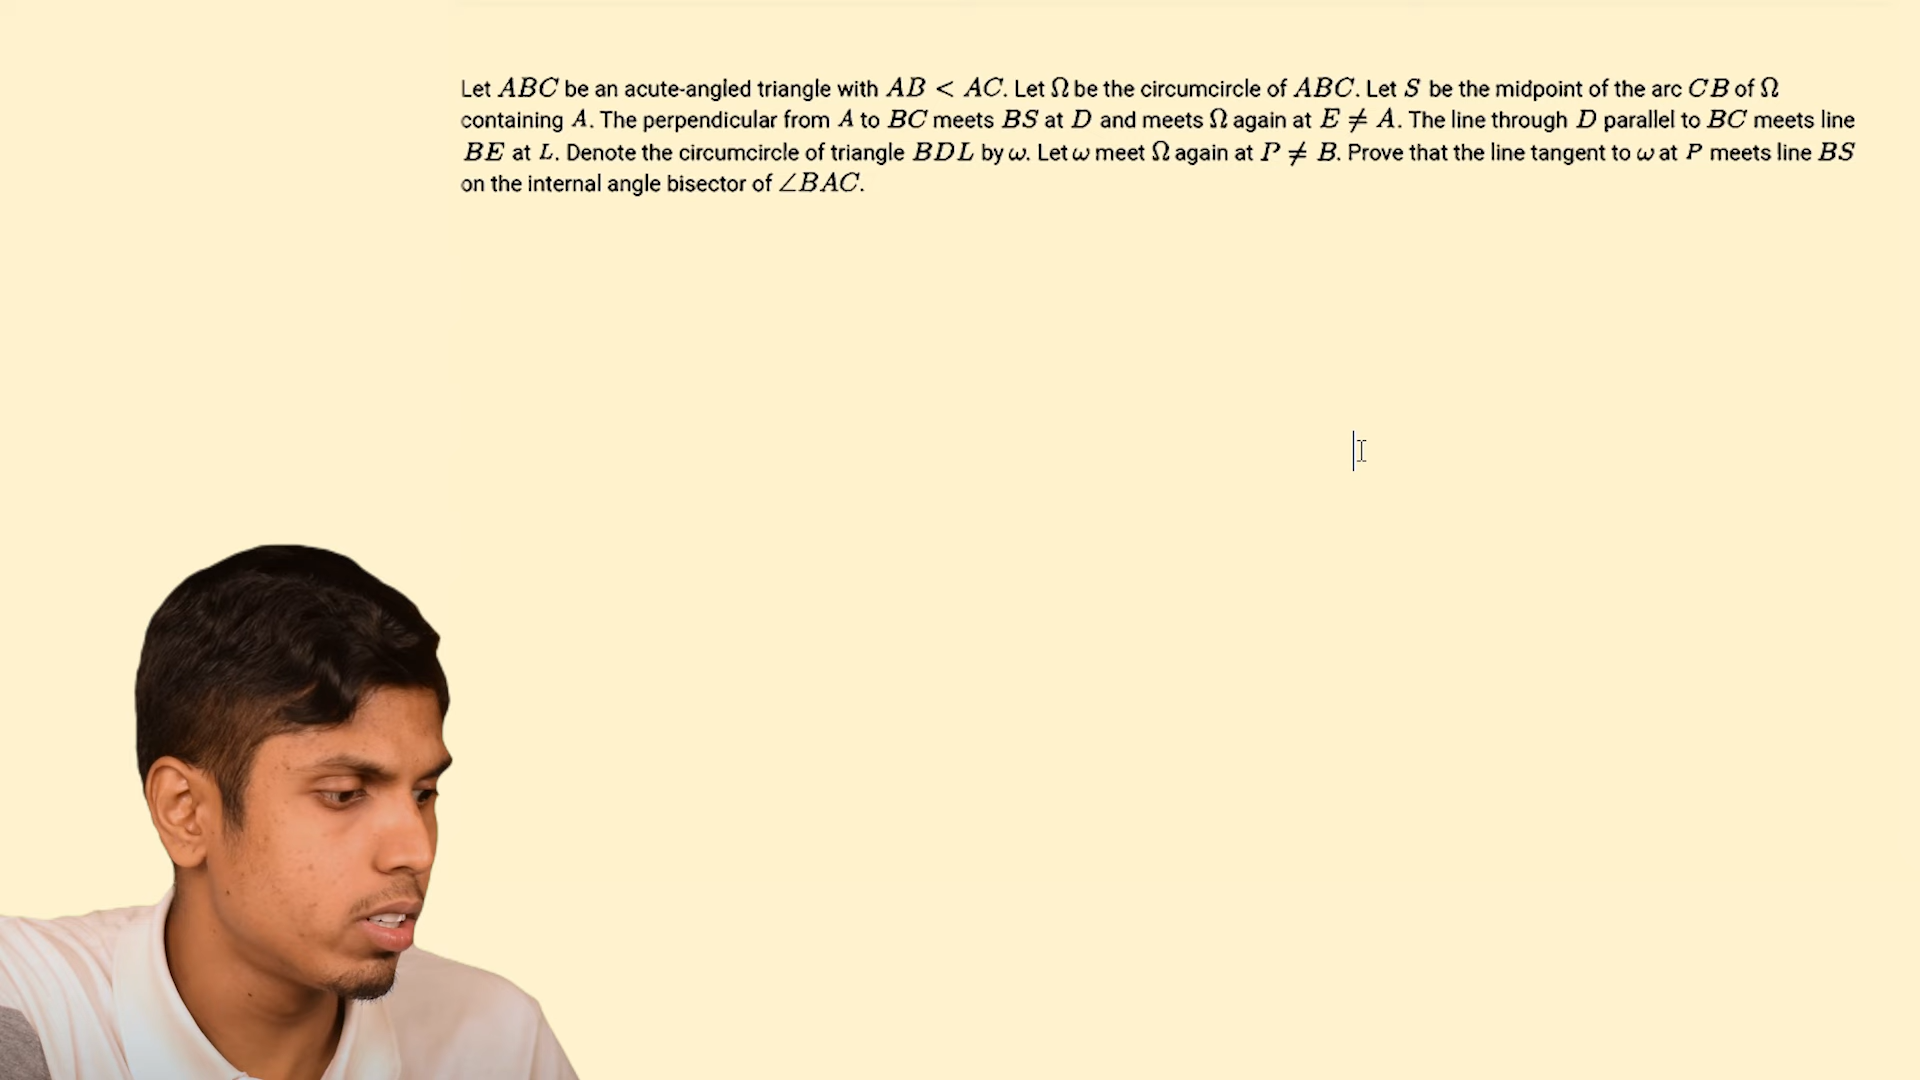 Let ABC be an acute-angled triangle with AB < AC. Let Ω be the circumcircle of ABC. Let S be the midpoint of the arc CB of Ω
containing A. The perpendicular from A to BC meets BS at D and meets Ω again at E ≠ A. The line through D parallel to BC meets line
BE at L. Denote the circumcircle of triangle BDL by ω. Let ω meet Ω again at P ≠ B. Prove that the line tangent to ω at P meets line BS
on the internal angle bisector of ∠BAC.